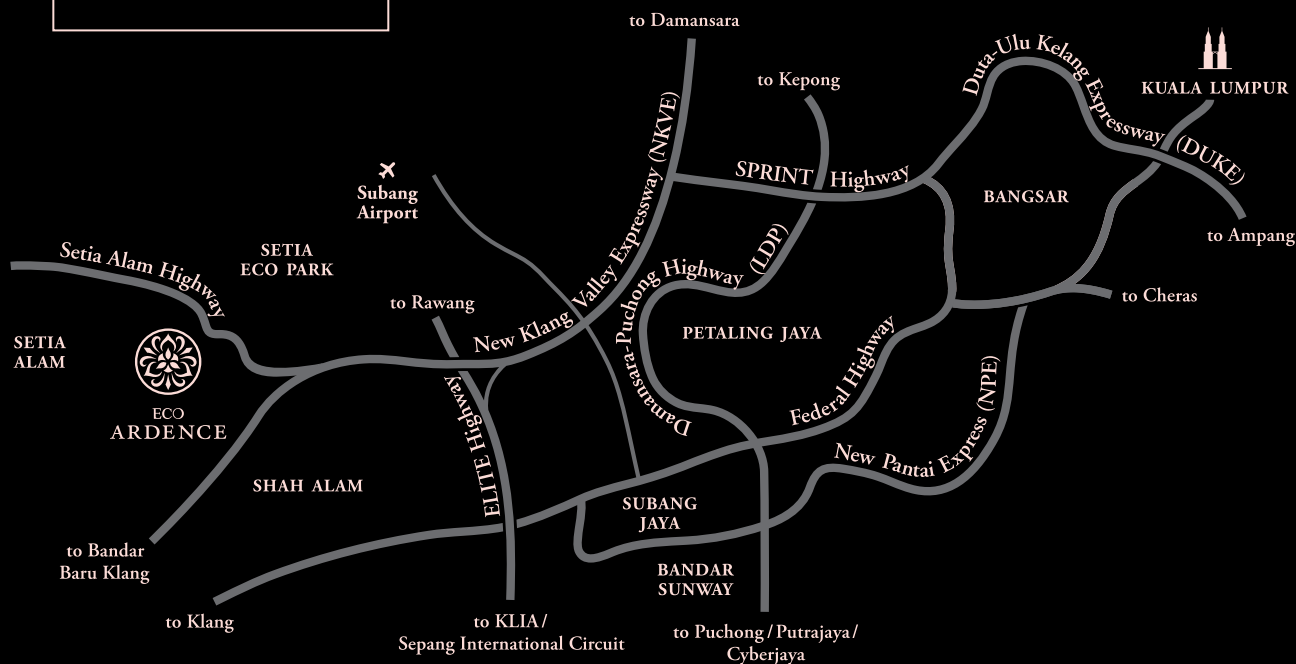 to Damansara
to Kepong
Duta-Ulu Kelang Expressway (DUKE)
KUALA LUMPUR
New Klang Valley Expressway (NKVE)
SPRINT Highway
Subang
Airport
BANGSAR
to Ampang
Setia Alam Highway
SETIA
ECO PARK
Damansara-Puchong Highway (LDP)
to Rawang
to Cheras
SETIA
ALAM
PETALING JAYA
ECO
ARDENCE
ELITE Highway
Federal Highway
New Pantai Express (NPE)
SHAH ALAM
SUBANG
JAYA
to Bandar
Baru Klang
BANDAR
SUNWAY
to Klang
to KLIA /
Sepang International Circuit
to Puchong / Putrajaya /
Cyberjaya